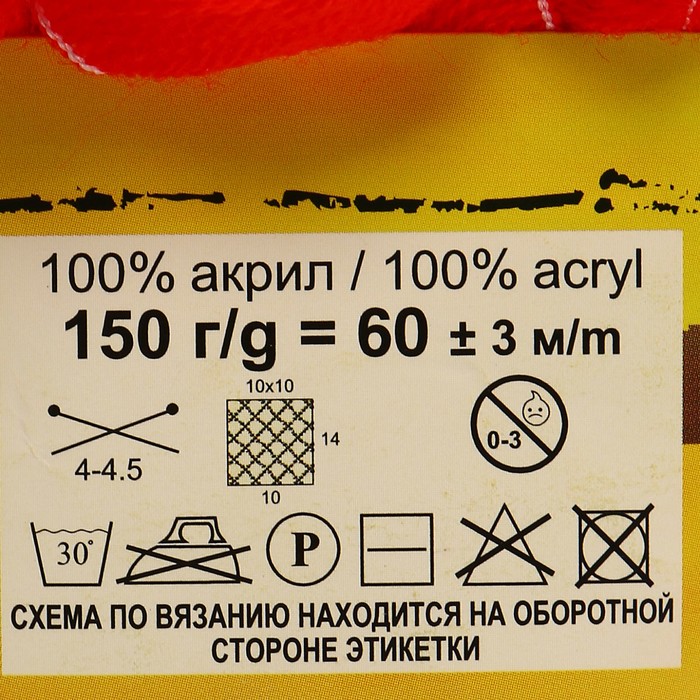 100% акрил / 100% acryl
150 г/g = 60 ± 3 м/m
10x10
14
0-3
4-4.5
10
30°
P
СХЕМА ПО ВЯЗАНИЮ НАХОДИТСЯ НА ОБОРОТНОЙ
СТОРОНЕ ЭТИКЕТКИ